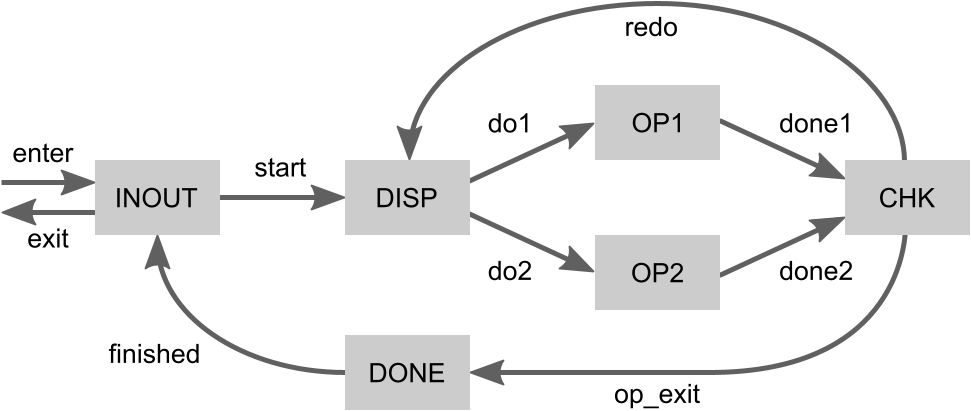 redo
do1
OP1
done1
enter
start
INOUT
DISP
CHK
exit
do2
OP2
done2
finished
DONE
op_exit